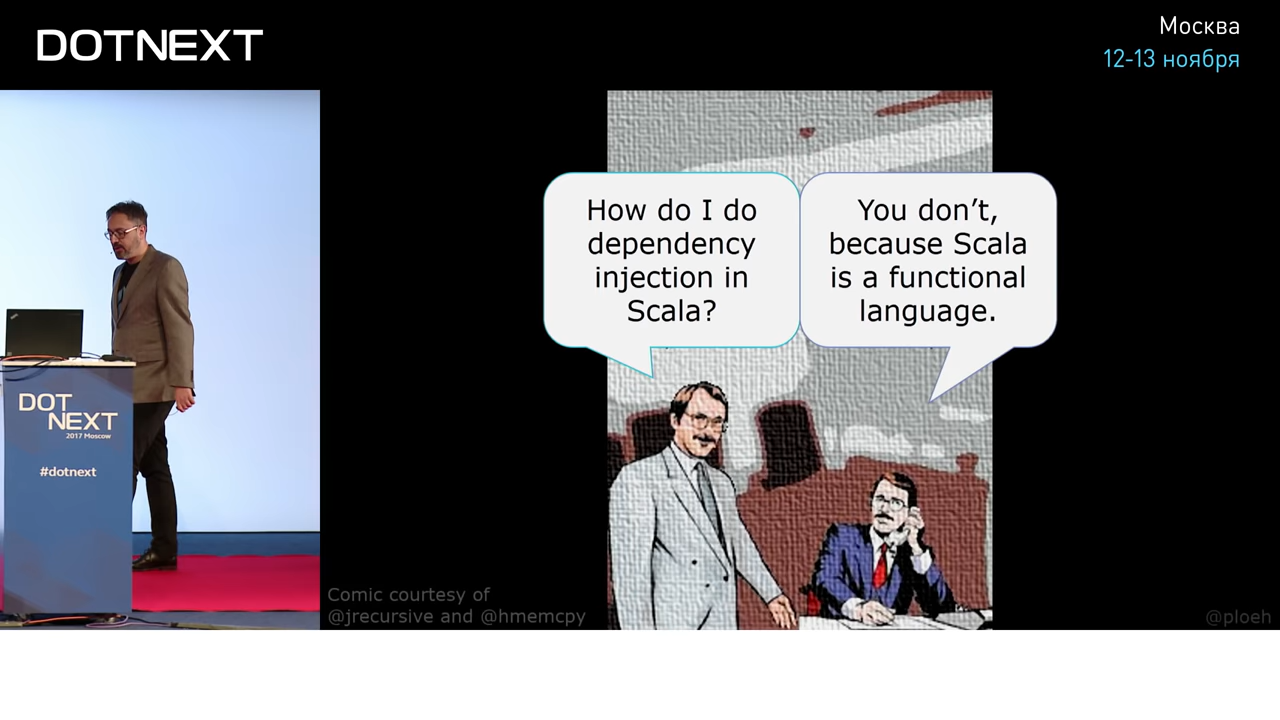 DOTNEXT
Москва
12-13 ноября
How do I do
dependency
injection in
Scala?
You don’t,
because Scala
is a functional
language.
DOT
NEXT
2017 Moscow
#dotnext
Comic courtesy of
@jrecursive and @hmemcpy
@ploeh